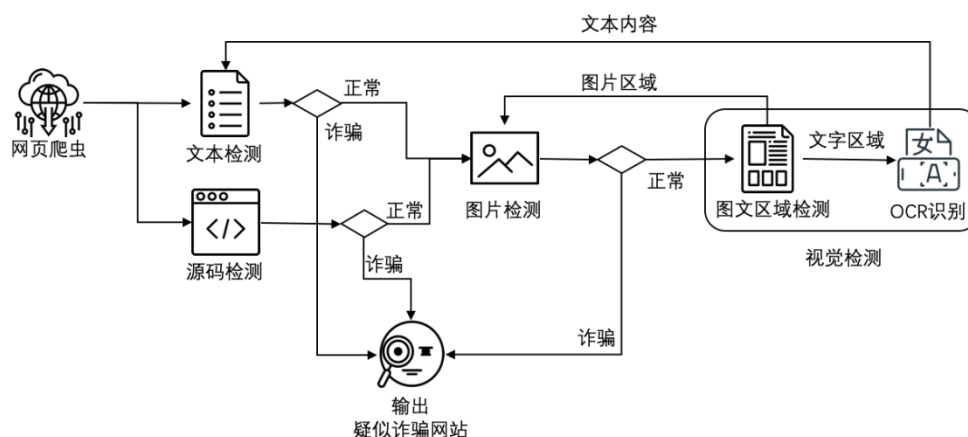 文本内容
图片区域
网页爬虫
文本检测
正常
诈骗
源码检测
</>
正常
诈骗
图片检测
正常
诈骗
图文区域检测
文字区域
女
A
OCR识别
视觉检测
输出
疑似诈骗网站